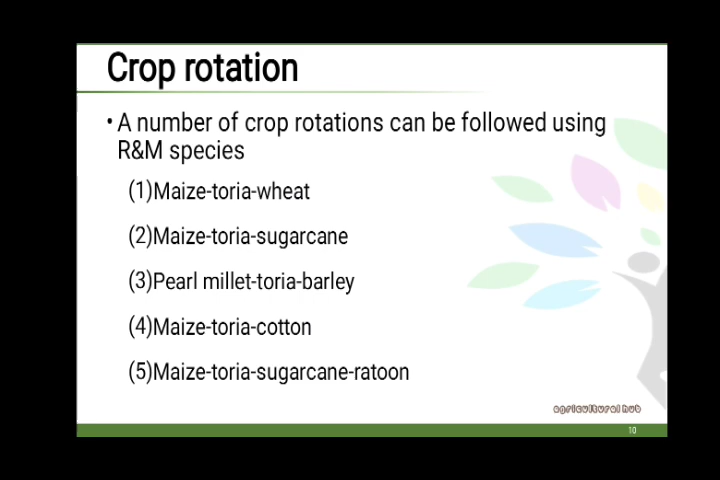 Crop rotation
• A number of crop rotations can be followed using
R&M species
(1)Maize-toria-wheat
(2)Maize-toria-sugarcane
(3)Pearl millet-toria-barley
(4)Maize-toria-cotton
(5)Maize-toria-sugarcane-ratoon
agricultural hub
10